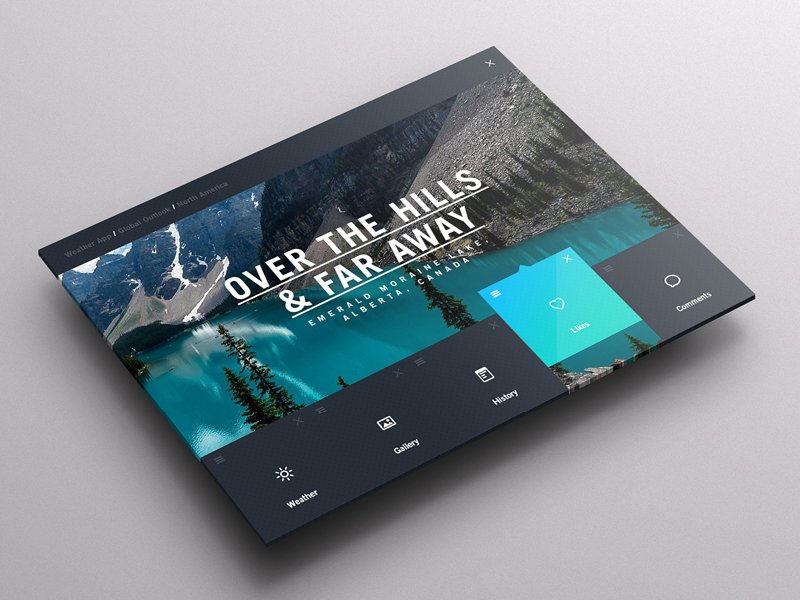 Weather App / Global Outlook / North America
OVER THE HILLS
& FAR AWAY
EMERALD MORAINE LAKE,
ALBERTA, CANADA
Weather
Gallery
History
Likes
Comments